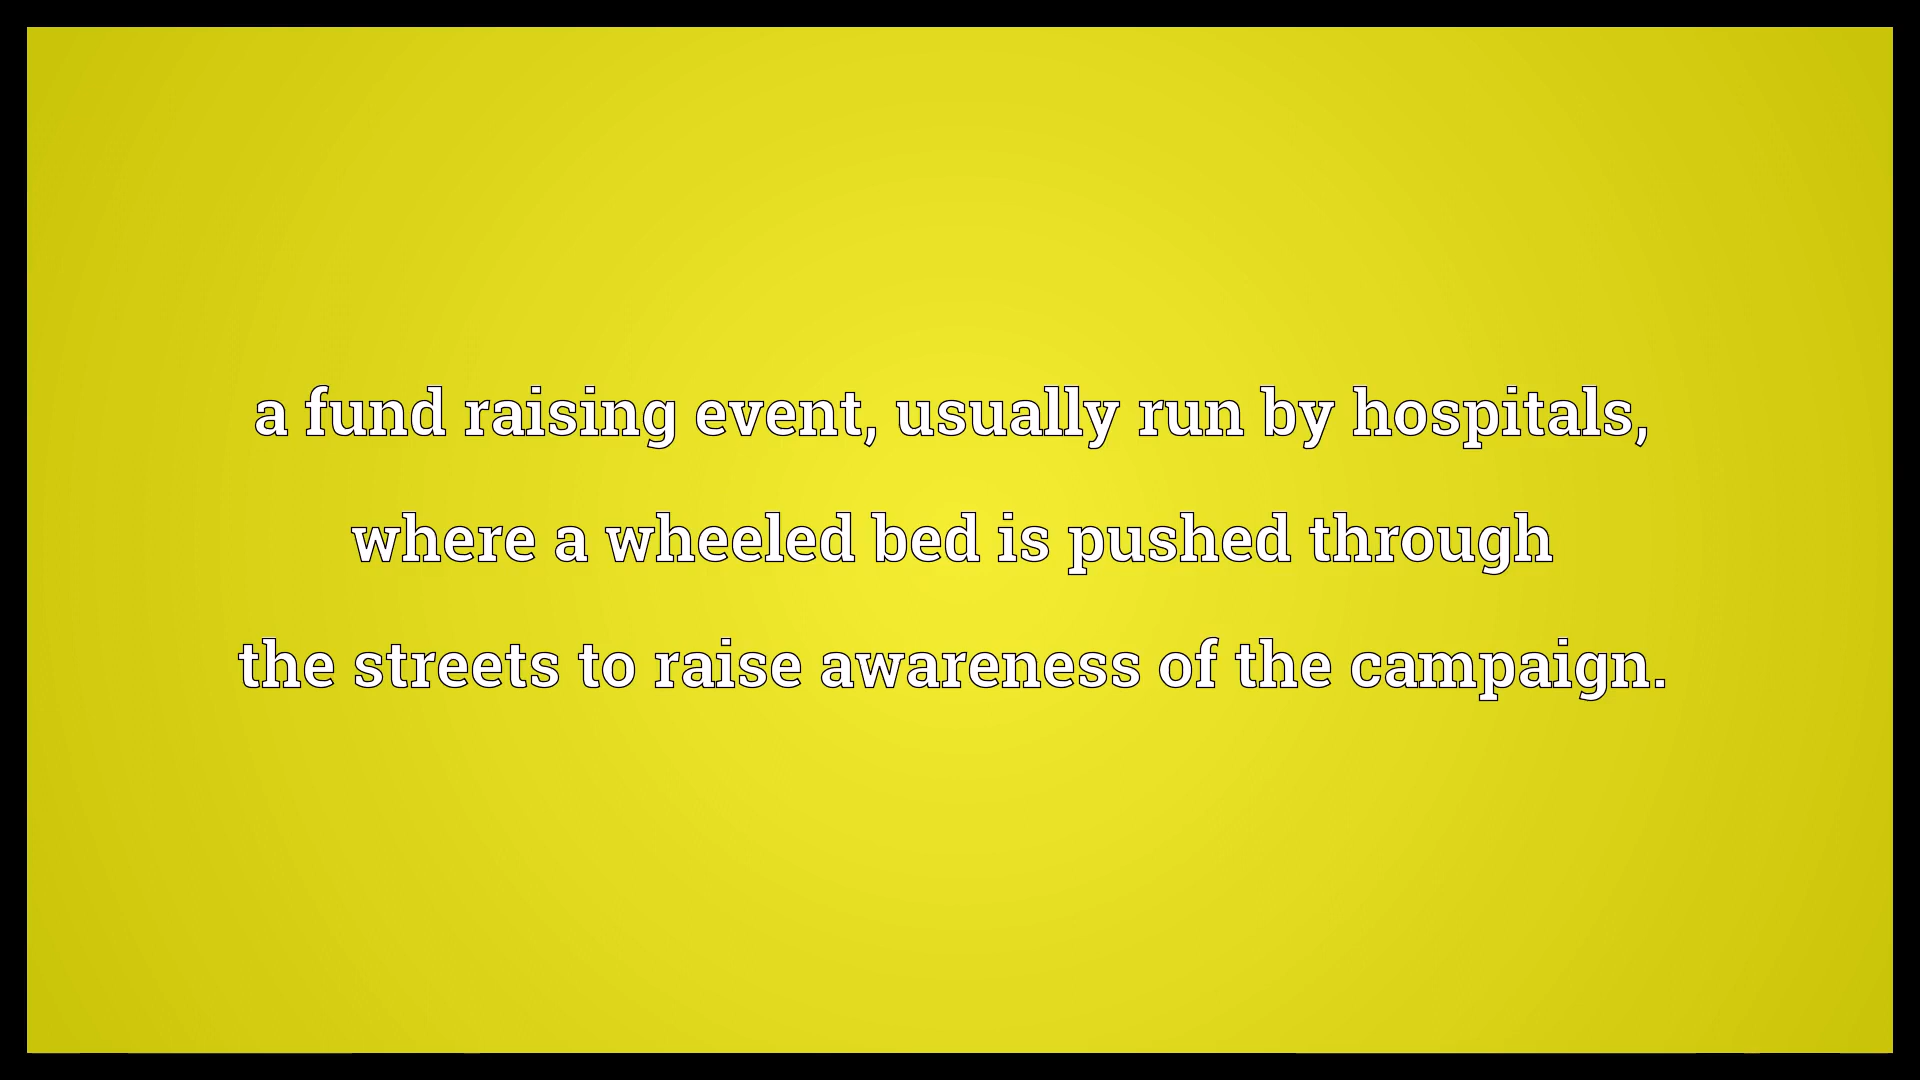 a fund raising event, usually run by hospitals,
where a wheeled bed is pushed through
the streets to raise awareness of the campaign.